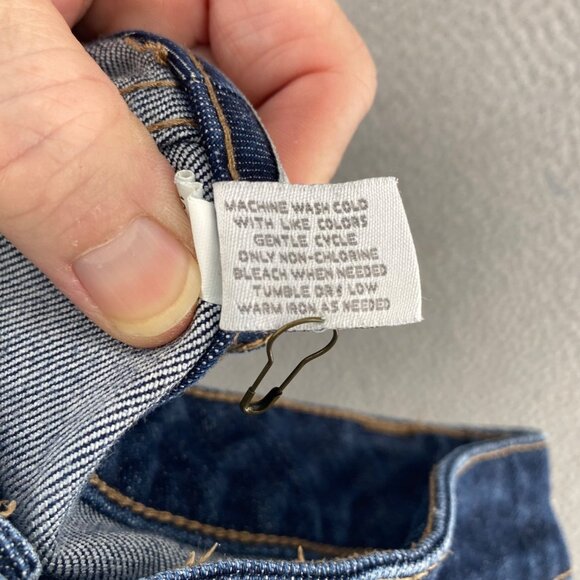 MACHINE WASH COLD
WITH LIKE COLORS
GENTLE CYCLE
ONLY NON-CHLORINE
BLEACH WHEN NEEDED
TUMBLE DRY LOW
WARM IRON AS NEEDED